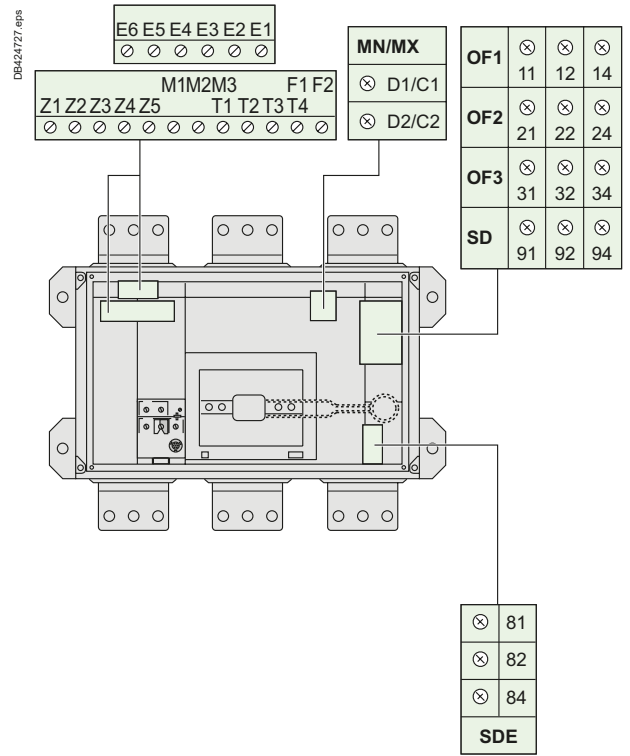 DB424727.eps
E6 E5 E4 E3 E2 E1
M1M2M3 F1 F2
Z1 Z2 Z3 Z4 Z5 T1 T2 T3 T4
MN/MX
D1/C1
D2/C2
OF1
11 12 14
OF2
21 22 24
OF3
31 32 34
SD
91 92 94
81
82
84
SDE